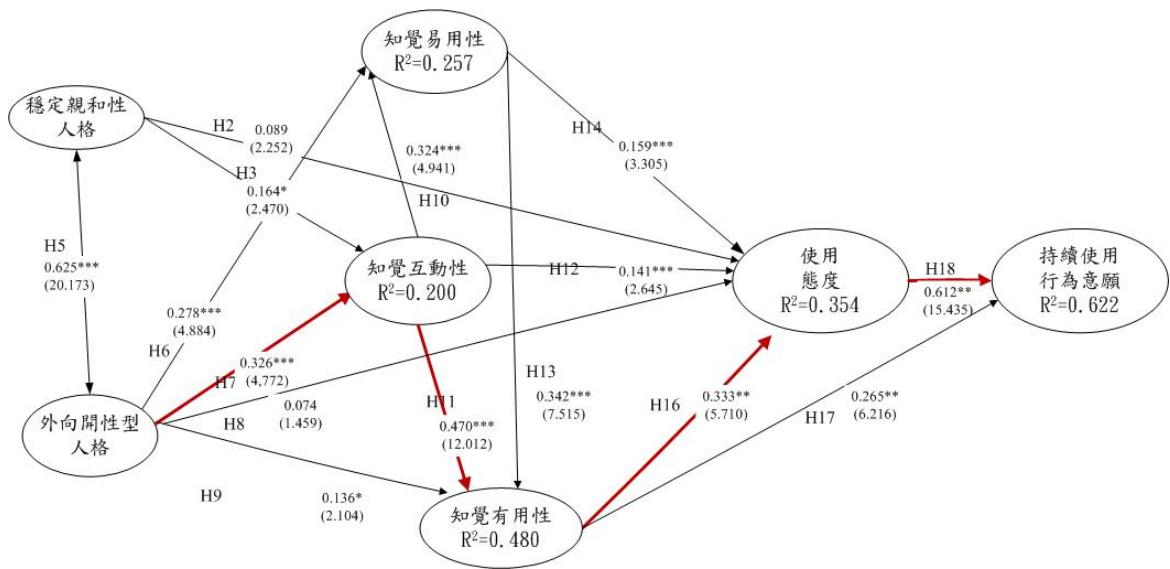 知覺易用性
R²=0.257
穩定親和性
人格
H2
0.089
(2.252)
H14
0.159***
(3.305)
0.324***
(4.941)
H3
0.164*
(2.470)
H10
H5
0.625***
(20.173)
知覺互動性
R²=0.200
H12
0.141***
(2.645)
使用
態度
R²=0.354
H18
0.612**
(15.435)
持續使用
行為意願
R²=0.622
0.278***
(4.884)
H6
0.326***
(4,772)
H7
H13
0.342***
(7.515)
H11
0.470***
(12.012)
0.074
(1.459)
H8
H16
0.333**
(5.710)
0.265**
(6.216)
H17
外向開性型
人格
H9
0.136*
(2.104)
知覺有用性
R²=0.480